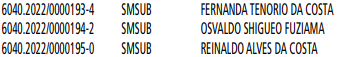 6040.2022/0000193-4 SMSUB FERNANDA TENORIO DA COSTA
6040.2022/0000194-2 SMSUB OSVALDO SHIGUEO FUZIAMA
6040.2022/0000195-0 SMSUB REINALDO ALVES DA COSTA